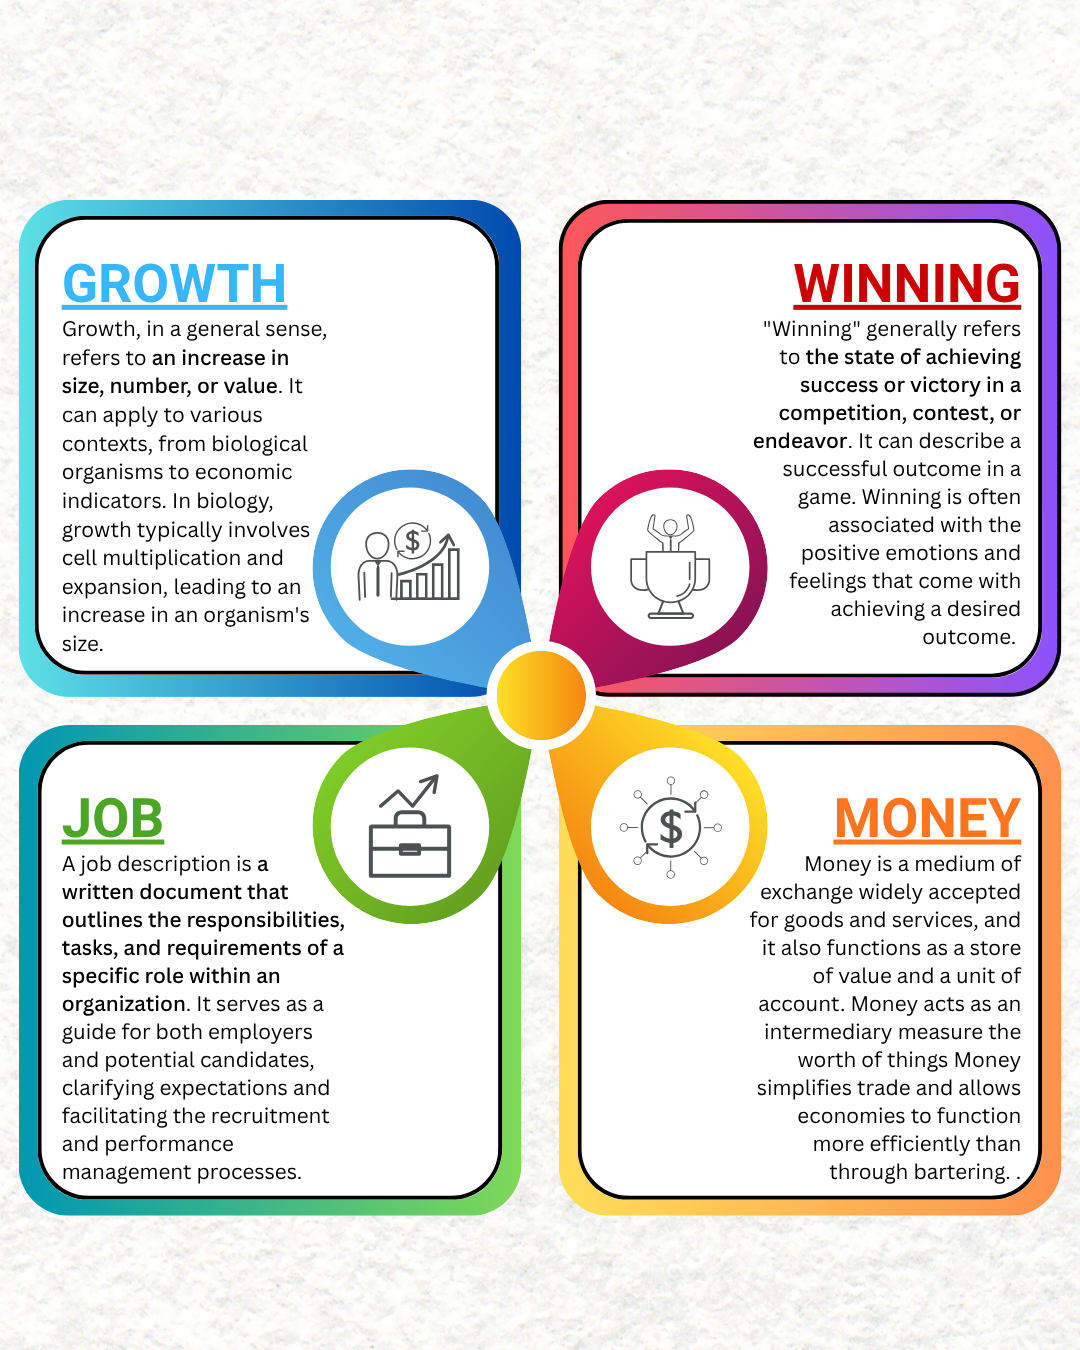 GROWTH
Growth, in a general sense,
refers to an increase in
size, number, or value. It
can apply to various
contexts, from biological
organisms to economic
indicators. In biology,
growth typically involves
cell multiplication and
expansion, leading to an
increase in an organism's
size.
$
WINNING
"Winning" generally refers
to the state of achieving
success or victory in a
competition, contest, or
endeavor. It can describe a
successful outcome in a
game. Winning is often
associated with the
positive emotions and
feelings that come with
achieving a desired
outcome.
JOB
A job description is a
written document that
outlines the responsibilities,
tasks, and requirements of a
specific role within an
organization. It serves as a
guide for both employers
and potential candidates,
clarifying expectations and
facilitating the recruitment
and performance
management processes.
$
MONEY
Money is a medium of
exchange widely accepted
for goods and services, and
it also functions as a store
of value and a unit of
account. Money acts as an
intermediary measure the
worth of things Money
simplifies trade and allows
economies to function
more efficiently than
through bartering. .